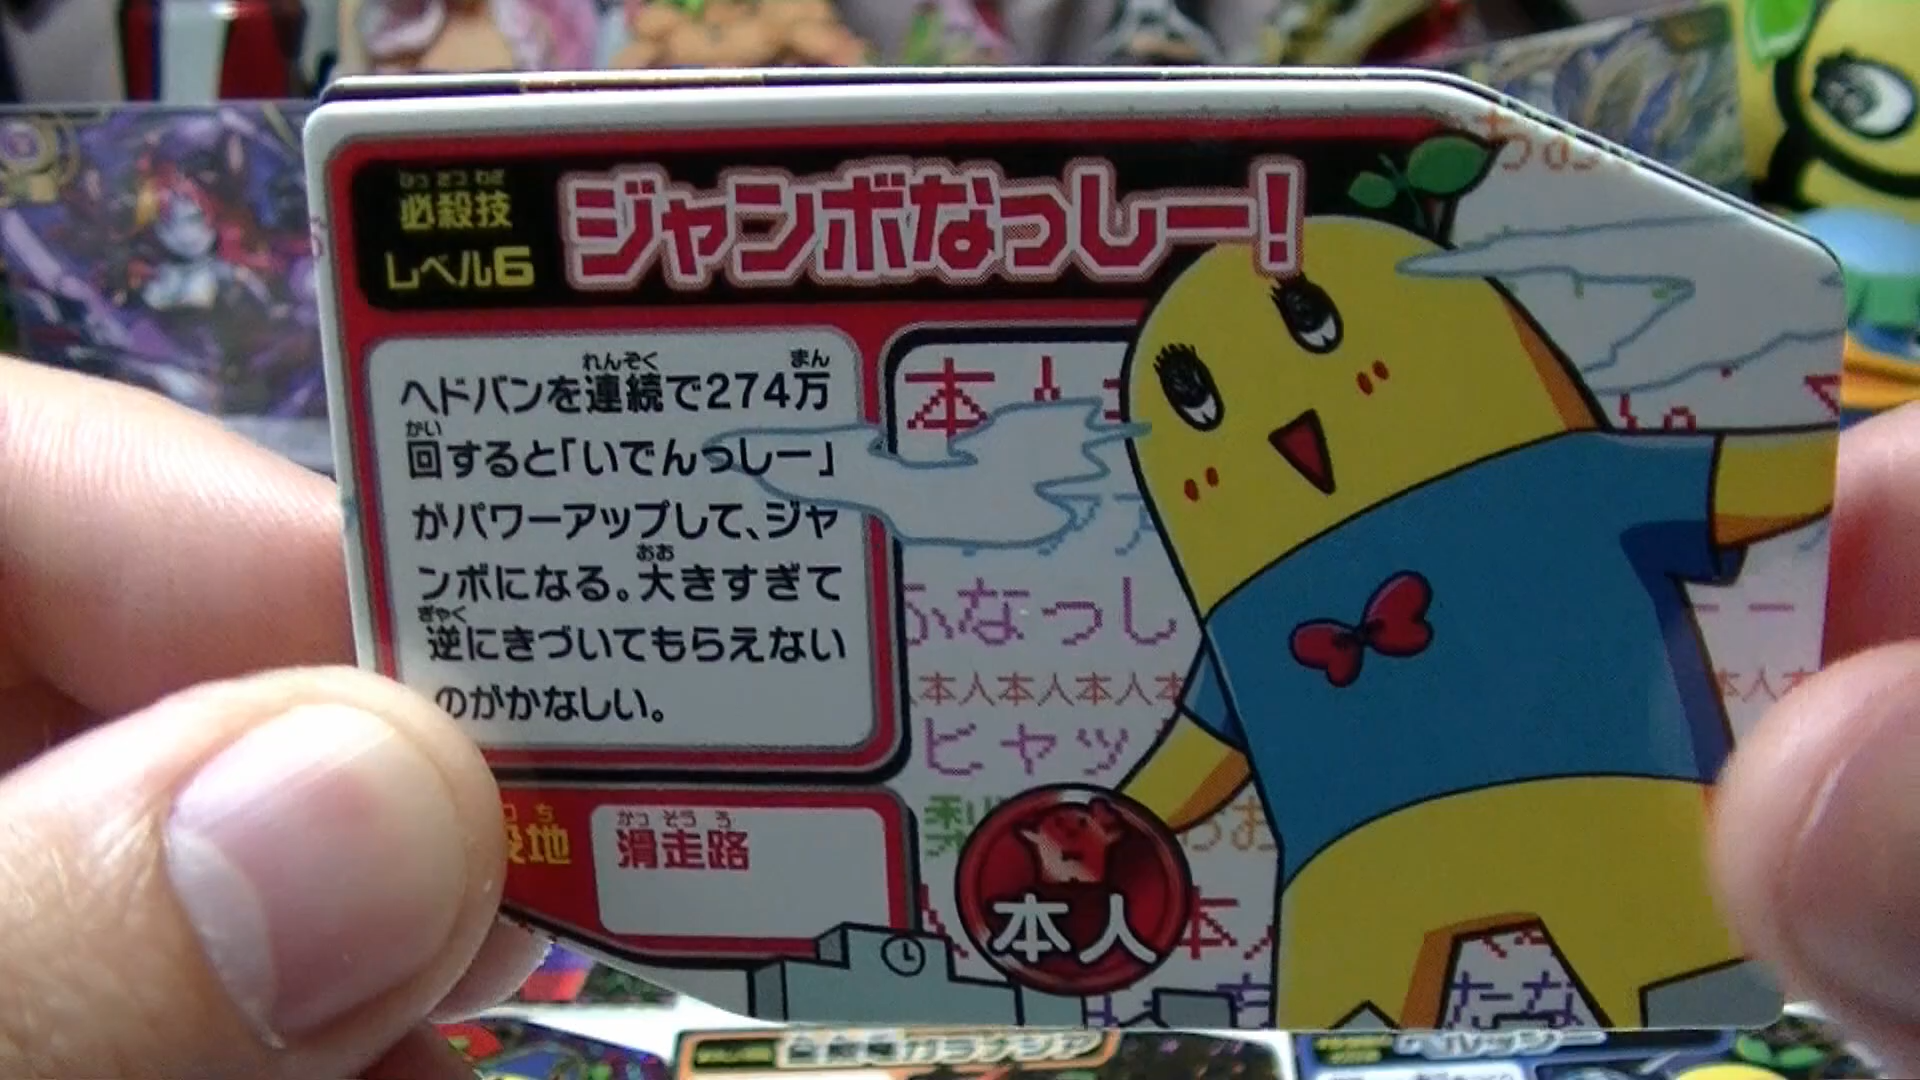 必殺技
レベル6
ジャンボなっしー!
ヘドバンを連続で274万
回すると「いでんっしー」
がパワーアップして、ジャ
ンボになる。大きすぎて
逆にきづいてもらえない
のがかなしい。
滑走路
本人
ふなっし
本人本人本人本
ヒャッ